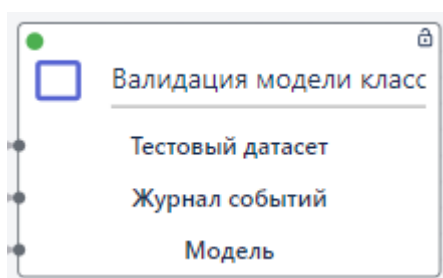 Валидация модели класс
Тестовый датасет
Журнал событий
Модель